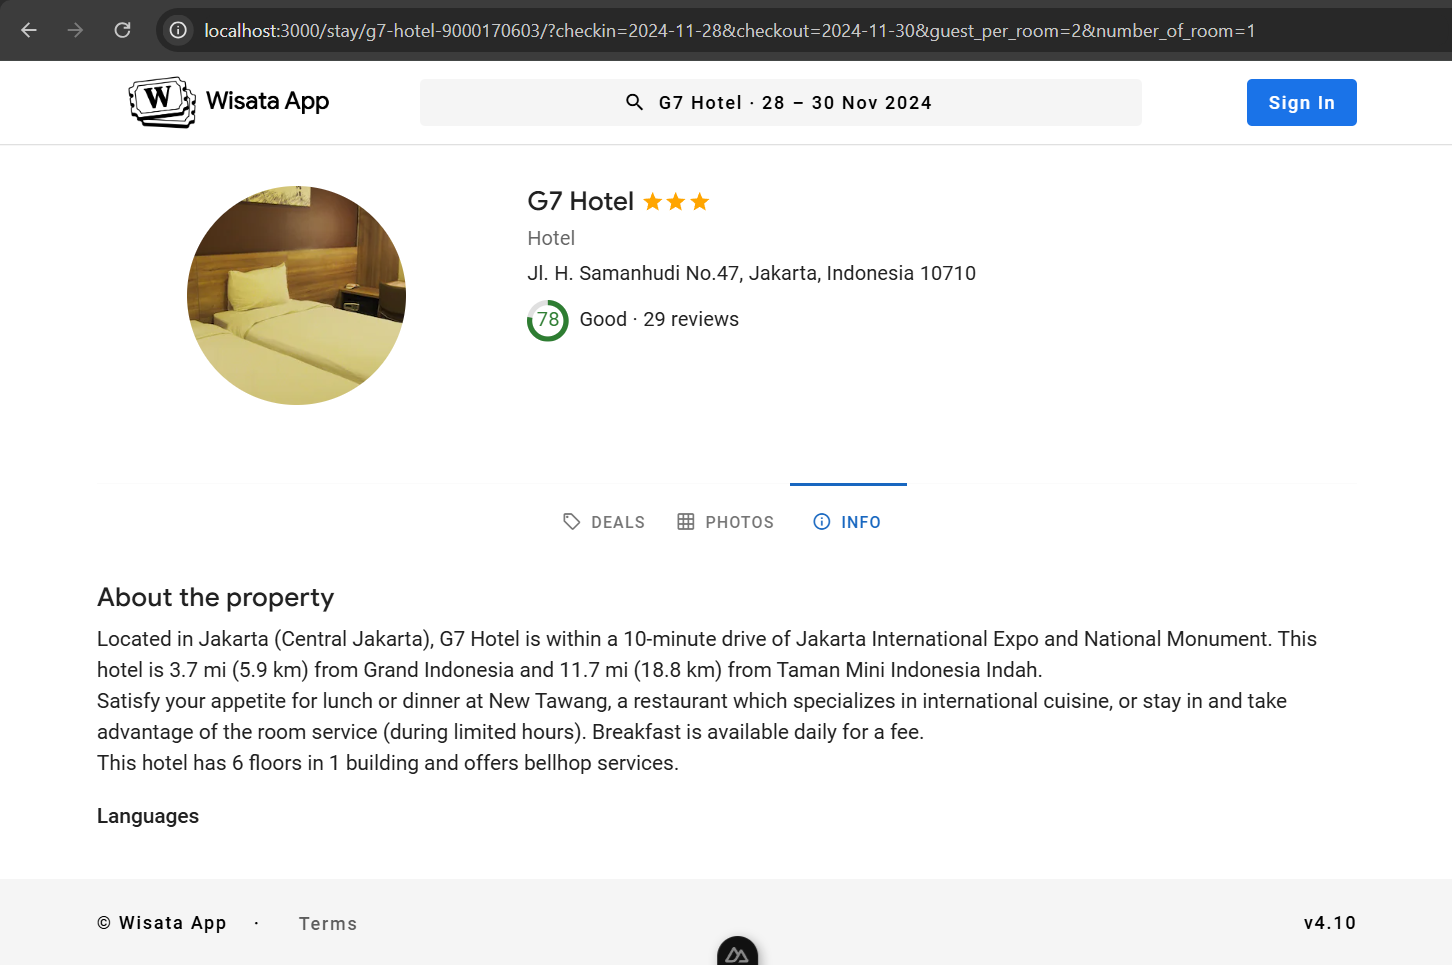 localhost:3000/stay/g7-hotel-9000170603/?checkin=2024-11-28&checkout=2024-11-30&guest_per_room=2&number_of_room=1
W Wisata App
G7 Hotel · 28 – 30 Nov 2024
Sign In
G7 Hotel
Hotel
Jl. H. Samanhudi No.47, Jakarta, Indonesia 10710
78 Good · 29 reviews
DEALS PHOTOS INFO
About the property
Located in Jakarta (Central Jakarta), G7 Hotel is within a 10-minute drive of Jakarta International Expo and National Monument. This
hotel is 3.7 mi (5.9 km) from Grand Indonesia and 11.7 mi (18.8 km) from Taman Mini Indonesia Indah.
Satisfy your appetite for lunch or dinner at New Tawang, a restaurant which specializes in international cuisine, or stay in and take
advantage of the room service (during limited hours). Breakfast is available daily for a fee.
This hotel has 6 floors in 1 building and offers bellhop services.
Languages
© Wisata App · Terms
v4.10